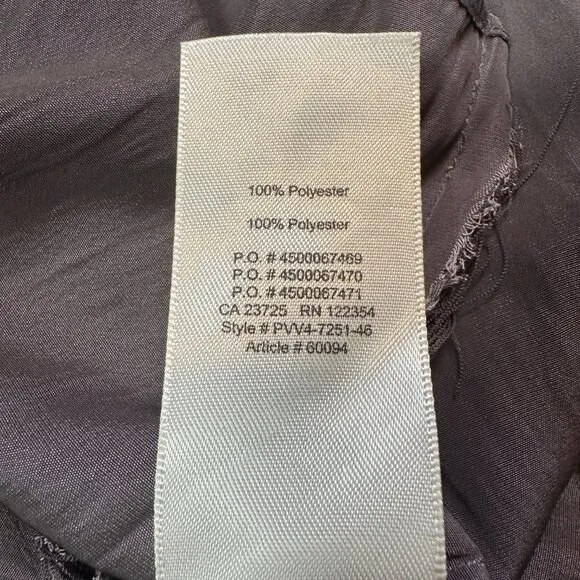 100% Polyester
100% Polyester
P.O. # 4500067469
P.O. # 4500067470
P.O. # 4500067471
CA 23725 RN 122354
Style # PVV4-7251-46
Article # 60094